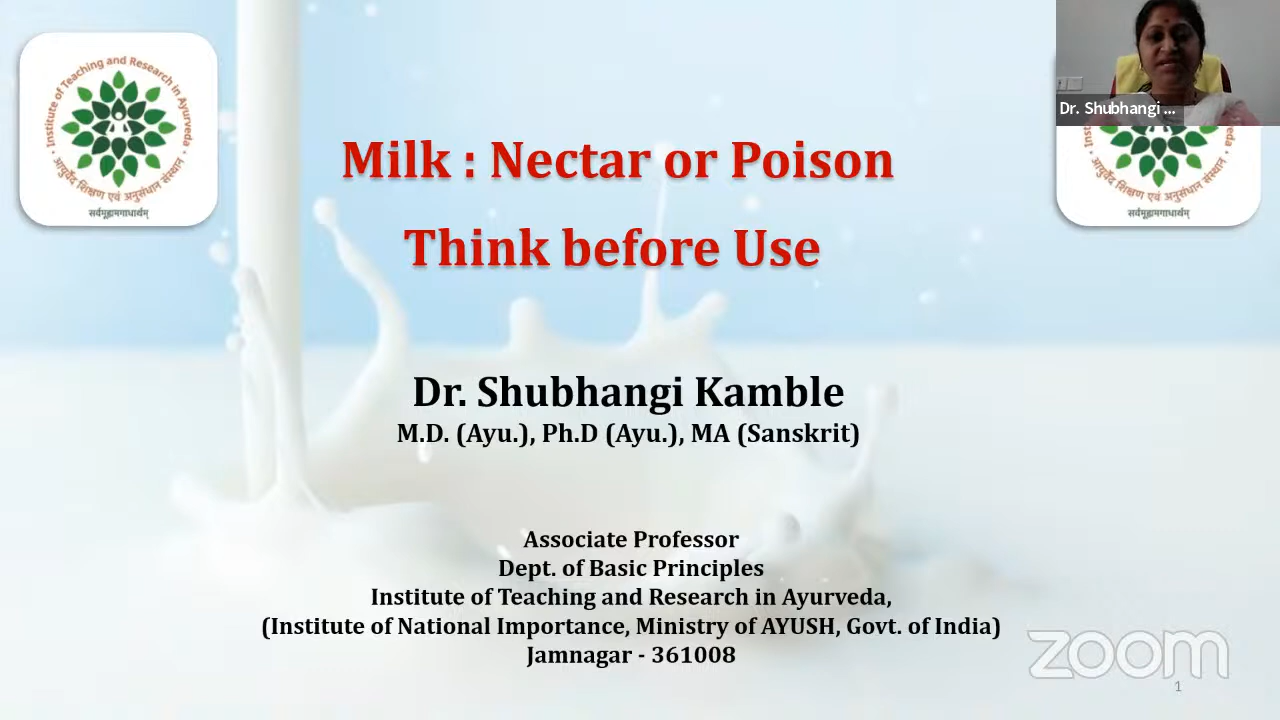 Institute of Teaching and Research in Ayurveda
आयुर्वेद शिक्षण एवं अनुसंधान संस्थान
Dr. Shubhangi ...
Milk : Nectar or Poison
Think before Use
Dr. Shubhangi Kamble
M.D. (Ayu.), Ph.D (Ayu.), MA (Sanskrit)
Associate Professor
Dept. of Basic Principles
Institute of Teaching and Research in Ayurveda,
(Institute of National Importance, Ministry of AYUSH, Govt. of India)
Jamnagar - 361008
zoom
1